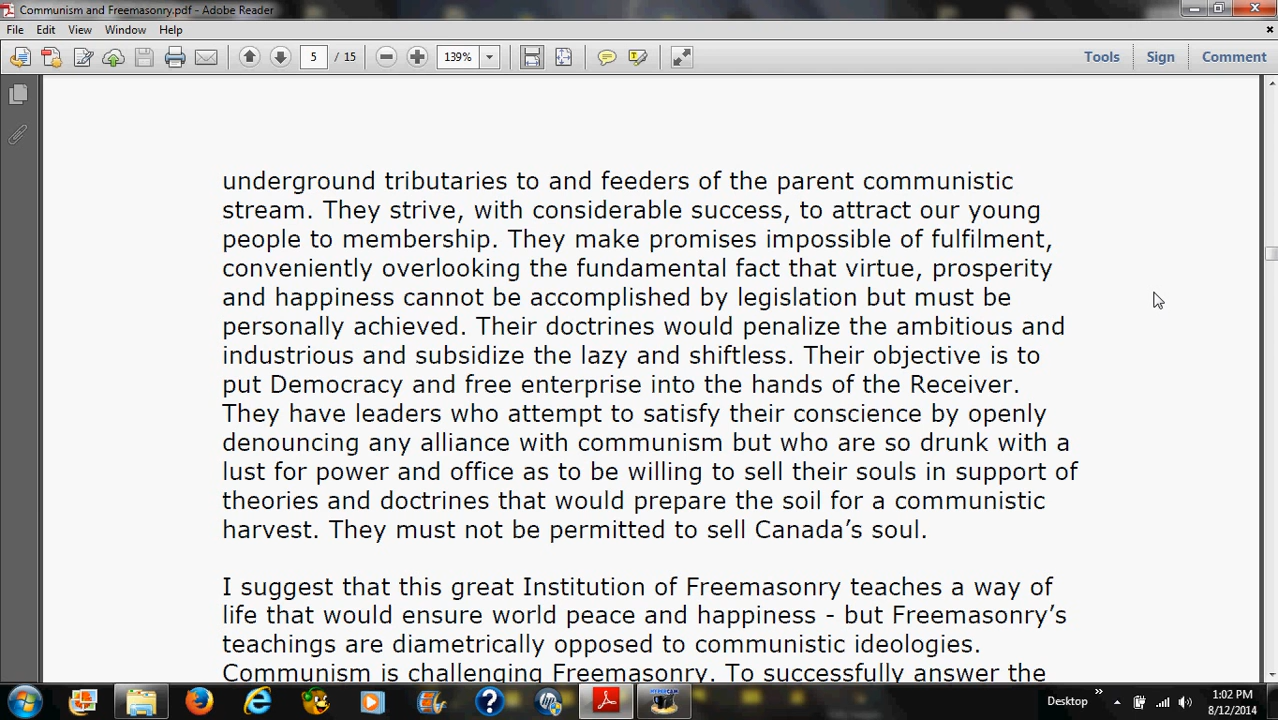 Communism and Freemasonry.pdf - Adobe Reader
File Edit View Window Help
5 / 15 139% Tools Sign Comment
underground tributaries to and feeders of the parent communistic
stream. They strive, with considerable success, to attract our young
people to membership. They make promises impossible of fulfilment,
conveniently overlooking the fundamental fact that virtue, prosperity
and happiness cannot be accomplished by legislation but must be
personally achieved. Their doctrines would penalize the ambitious and
industrious and subsidize the lazy and shiftless. Their objective is to
put Democracy and free enterprise into the hands of the Receiver.
They have leaders who attempt to satisfy their conscience by openly
denouncing any alliance with communism but who are so drunk with a
lust for power and office as to be willing to sell their souls in support of
theories and doctrines that would prepare the soil for a communistic
harvest. They must not be permitted to sell Canada’s soul.
I suggest that this great Institution of Freemasonry teaches a way of
life that would ensure world peace and happiness - but Freemasonry’s
teachings are diametrically opposed to communistic ideologies.
Communism is challenging Freemasonry. To successfully answer the
Desktop 1:02 PM
8/12/2014